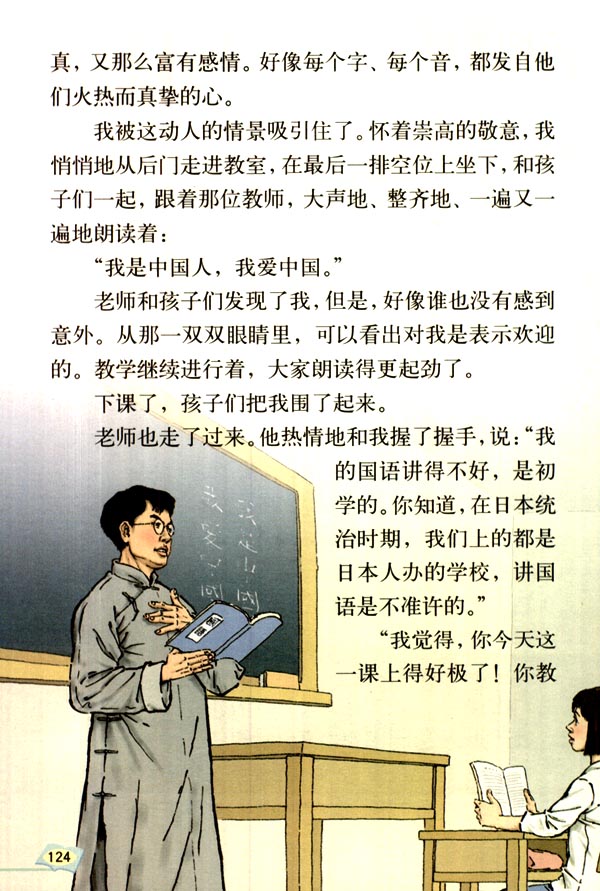 真，又那么富有感情。好像每个字、每个音，都发自他
们火热而真挚的心。
我被这动人的情景吸引住了。怀着崇高的敬意，我
悄悄地从后门走进教室，在最后一排空位上坐下，和孩
子们一起，跟着那位教师，大声地、整齐地、一遍又一
遍地朗读着：
“我是中国人，我爱中国。”
老师和孩子们发现了我，但是，好像谁也没有感到
意外。从那一双双眼睛里，可以看出对我是表示欢迎
的。教学继续进行着，大家朗读得更起劲了。
下课了，孩子们把我围了起来。
老师也走了过来。他热情地和我握了握手，说：“我
的国语讲得不好，是初
学的。你知道，在日本统
治时期，我们上的都是
日本人办的学校，讲国
语是不准许的。”
“我觉得，你今天这
一课上得好极了！你教
我是中國
我愛中國
124